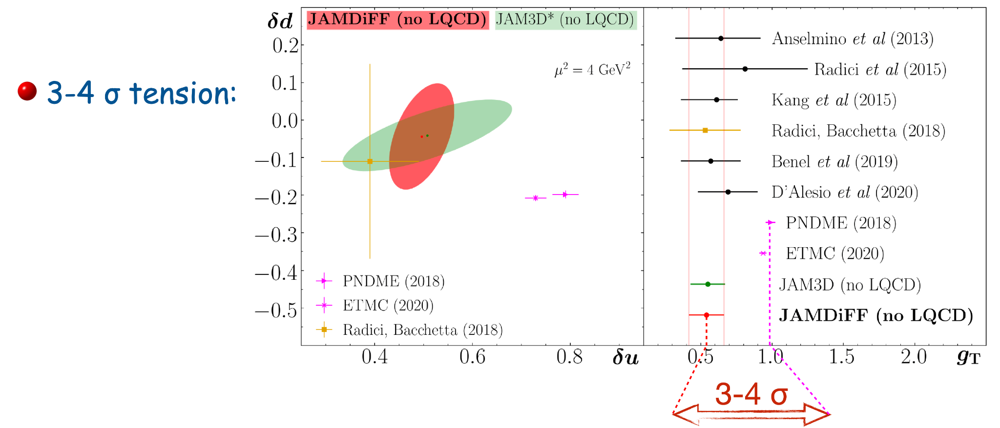 3-4 σ tension:
δd
JAMDiFF (no LQCD)
JAM3D* (no LQCD)
μ² = 4 GeV²
0.2
0.1
0.0
−0.1
−0.2
−0.3
−0.4
−0.5
PNDME (2018)
ETMC (2020)
Radici, Bacchetta (2018)
0.4
0.6
0.8
δu
Anselmino et al (2013)
Radici et al (2015)
Kang et al (2015)
Radici, Bacchetta (2018)
Benel et al (2019)
D'Alesio et al (2020)
PNDME (2018)
ETMC (2020)
JAM3D (no LQCD)
JAMDiFF (no LQCD)
0.5
1.0
1.5
2.0
g_T
3-4 σ